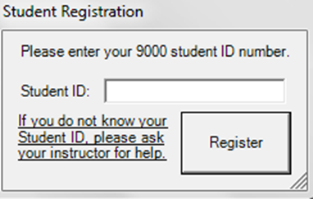 Student Registration
Please enter your 9000 student ID number.
Student ID:
If you do not know your
Student ID, please ask
your instructor for help.
Register